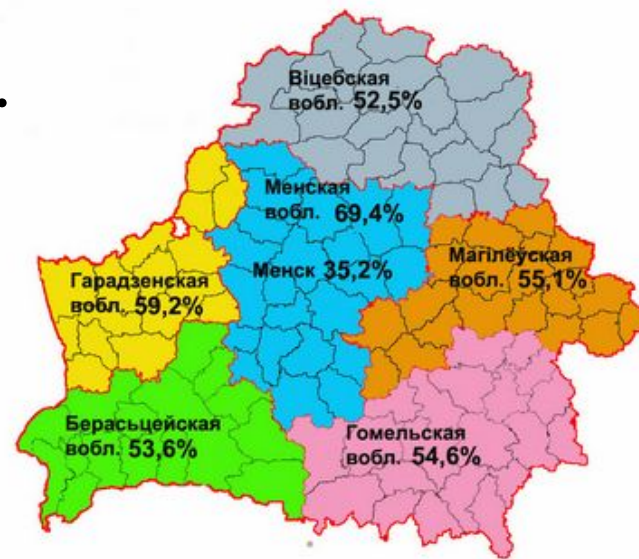 Віцебская
вобл. 52,5%
Менская
вобл. 69,4%
Менск 35,2%
Магілёўская
вобл. 55,1%
Гарадзенская
вобл. 59,2%
Берасьцейская
вобл. 53,6%
Гомельская
вобл. 54,6%